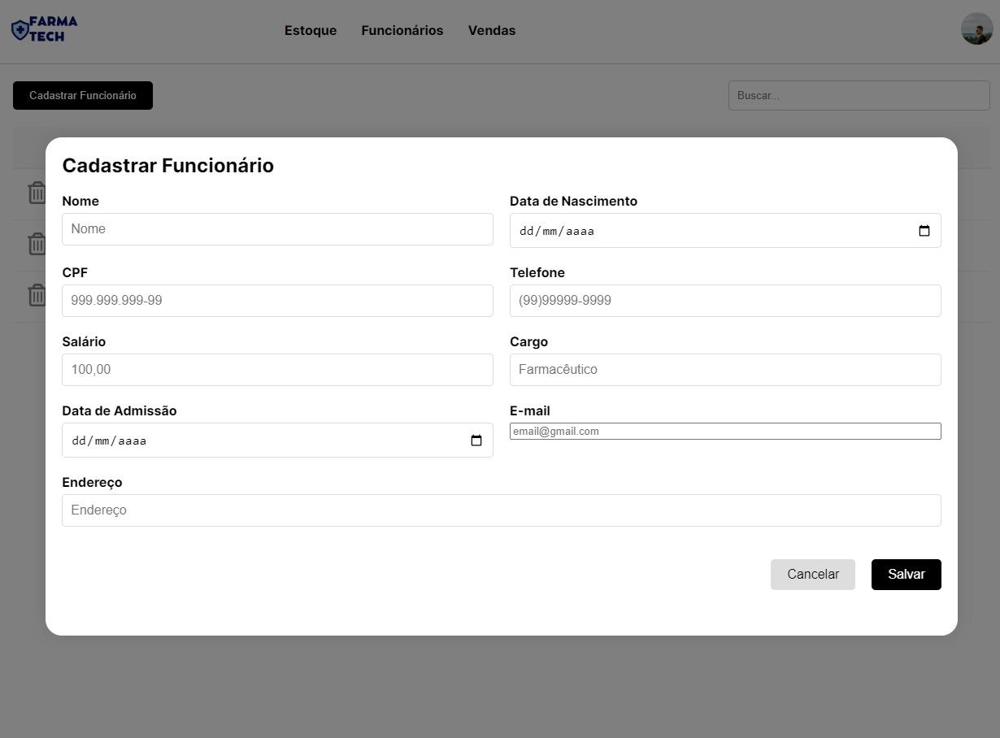 FARMA
TECH
Estoque Funcionários Vendas
Cadastrar Funcionário Buscar...
Cadastrar Funcionário
Nome Data de Nascimento
Nome dd/mm/aaaa
CPF Telefone
999.999.999-99 (99)99999-9999
Salário Cargo
100,00 Farmacêutico
Data de Admissão E-mail
dd/mm/aaaa email@gmail.com
Endereço
Endereço
Cancelar Salvar